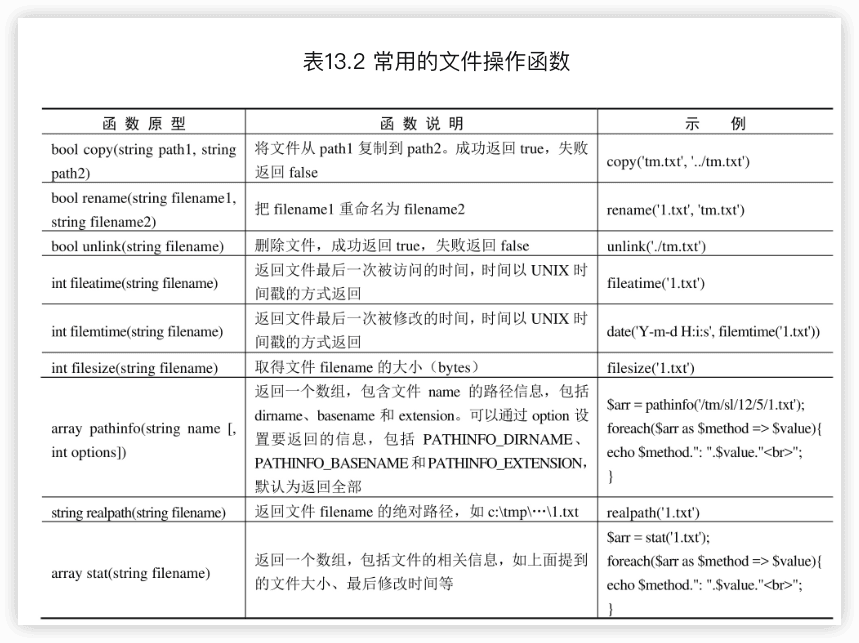 表13.2 常用的文件操作函数
函 数 原 型
函 数 说 明
示 例
bool copy(string path1, string
path2)
将文件从 path1 复制到 path2。成功返回 true，失败
返回 false
copy('tm.txt', '../tm.txt')
bool rename(string filename1,
string filename2)
把 filename1 重命名为 filename2
rename('1.txt', 'tm.txt')
bool unlink(string filename)
删除文件，成功返回 true，失败返回 false
unlink('./tm.txt')
int fileatime(string filename)
返回文件最后一次被访问的时间，时间以 UNIX 时
间戳的方式返回
fileatime('1.txt')
int filemtime(string filename)
返回文件最后一次被修改的时间，时间以 UNIX 时
间戳的方式返回
date('Y-m-d H:i:s', filemtime('1.txt'))
int filesize(string filename)
取得文件 filename 的大小（bytes）
filesize('1.txt')
array pathinfo(string name [,
int options])
返回一个数组，包含文件 name 的路径信息，包括
dirname、basename 和 extension。可以通过 option 设
置要返回的信息，包括 PATHINFO_DIRNAME、
PATHINFO_BASENAME 和 PATHINFO_EXTENSION，
默认为返回全部
$arr = pathinfo('/tm/sl/12/5/1.txt');
foreach($arr as $method => $value){
echo $method.": ".$value."<br>";
}
string realpath(string filename)
返回文件 filename 的绝对路径，如 c:\tmp\…\1.txt
realpath('1.txt')
array stat(string filename)
返回一个数组，包括文件的相关信息，如上面提到
的文件大小、最后修改时间等
$arr = stat('1.txt');
foreach($arr as $method => $value){
echo $method.": ".$value."<br>";
}